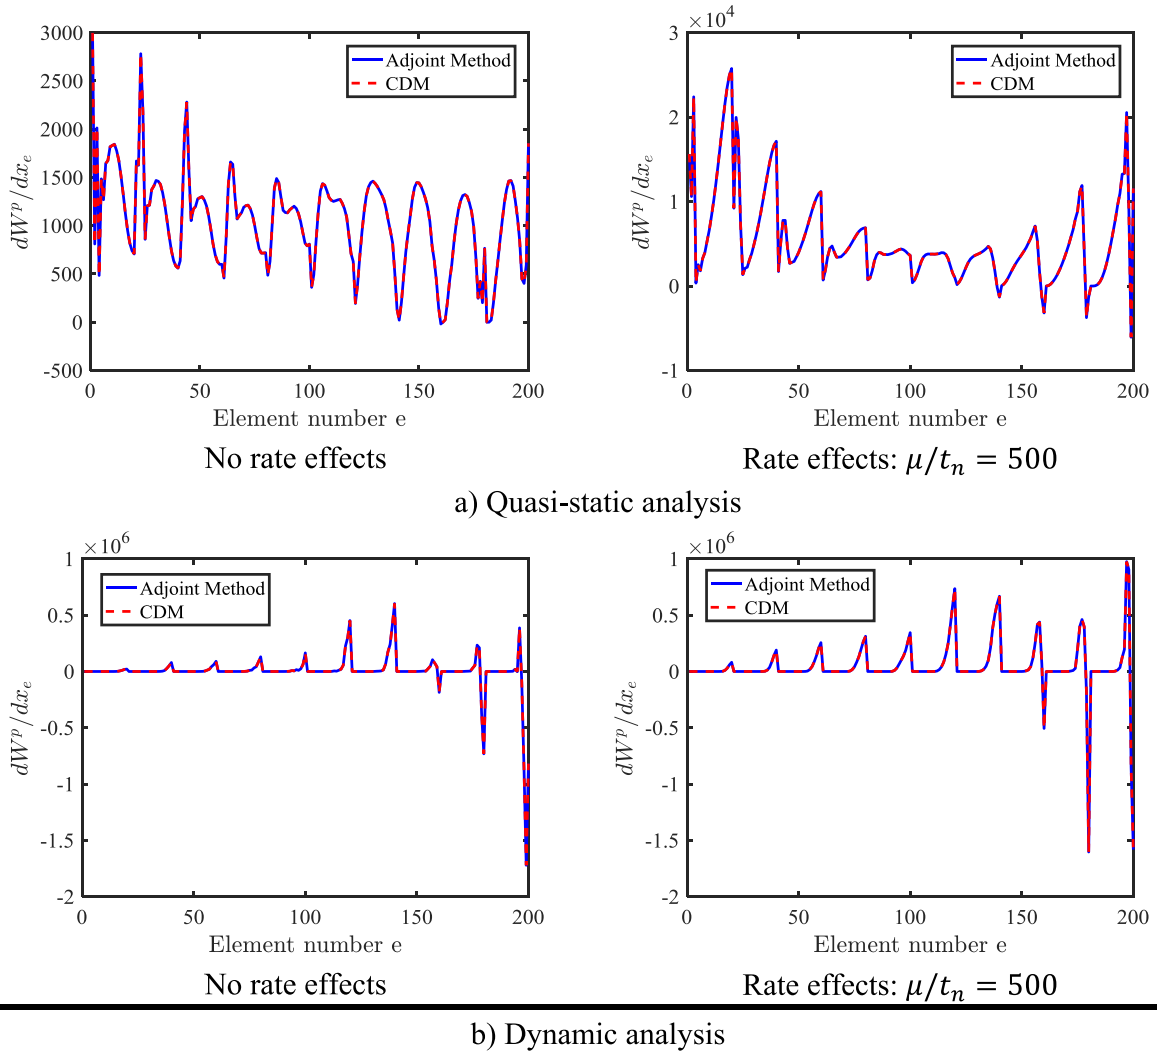 3000
2500
2000
1500
1000
500
0
-500
dW^p/dx_e
Adjoint Method
CDM
0 50 100 150 200
Element number e
No rate effects
×10^4
3
2
1
0
-1
dW^p/dx_e
Adjoint Method
CDM
0 50 100 150 200
Element number e
Rate effects: μ/t_n = 500
a) Quasi-static analysis
×10^6
1
0.5
0
-0.5
-1
-1.5
-2
dW^p/dx_e
Adjoint Method
CDM
0 50 100 150 200
Element number e
No rate effects
×10^6
1
0.5
0
-0.5
-1
-1.5
-2
dW^p/dx_e
Adjoint Method
CDM
0 50 100 150 200
Element number e
Rate effects: μ/t_n = 500
b) Dynamic analysis